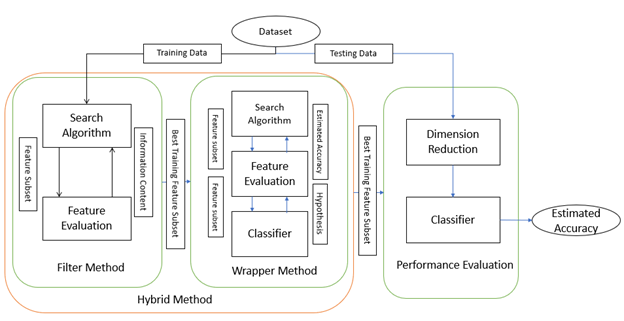 Dataset
Training Data
Testing Data
Search
Algorithm
Feature Subset
Information Content
Feature
Evaluation
Filter Method
Best Training Feature Subset
Search
Algorithm
Feature subset
Estimated Accuracy
Feature
Evaluation
Feature subset
Hypothesis
Classifier
Wrapper Method
Hybrid Method
Best Training Feature Subset
Dimension
Reduction
Classifier
Performance Evaluation
Estimated
Accuracy